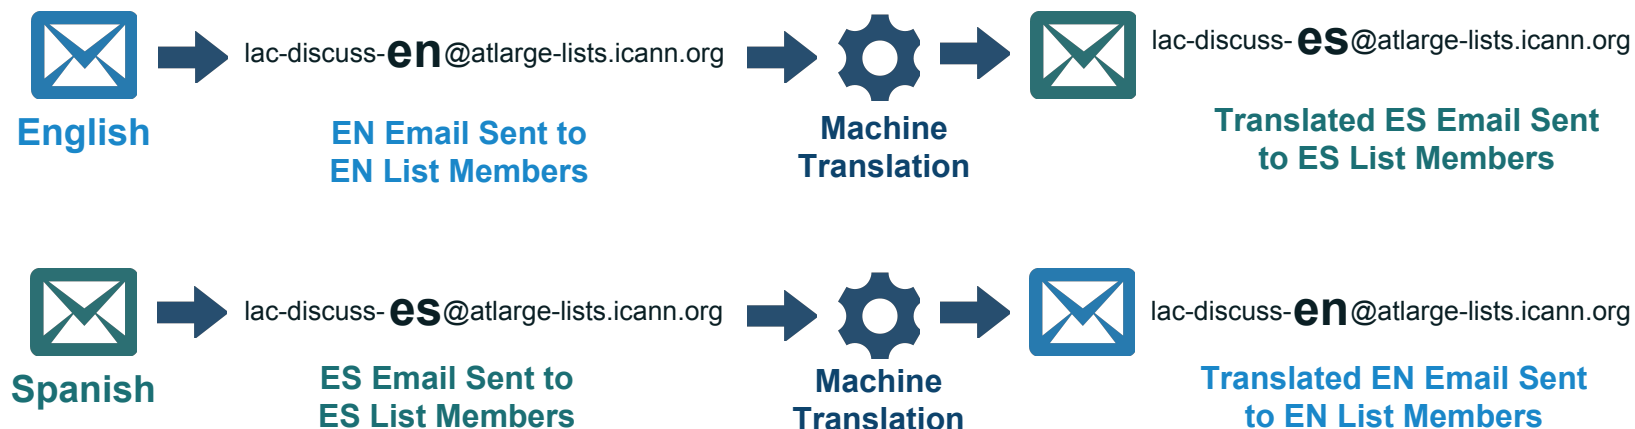 lac-discuss-en@atlarge-lists.icann.org
lac-discuss-es@atlarge-lists.icann.org
English
EN Email Sent to
EN List Members
Machine
Translation
Translated ES Email Sent
to ES List Members
lac-discuss-es@atlarge-lists.icann.org
lac-discuss-en@atlarge-lists.icann.org
Spanish
ES Email Sent to
ES List Members
Machine
Translation
Translated EN Email Sent
to EN List Members